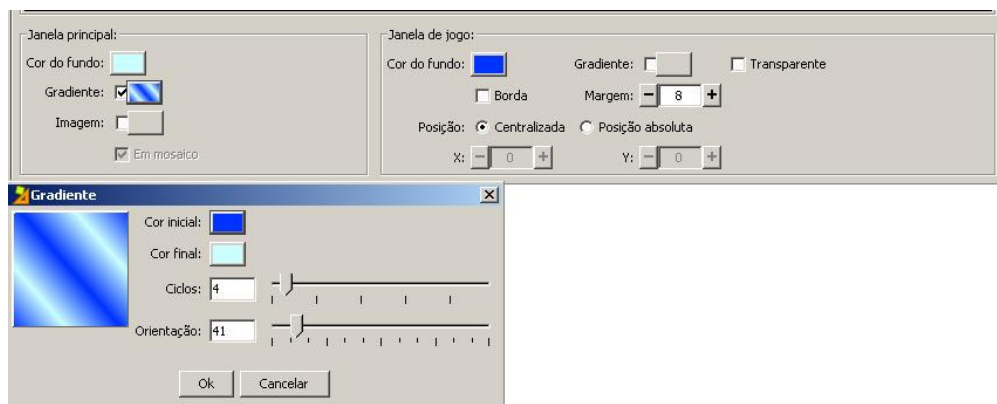 Janela principal:
Cor do fundo:
Gradiente:
Imagem:
Em mosaico
Janela de jogo:
Cor do fundo: Gradiente: Transparente
Borda Margem: 8
Posição: Centralizada Posição absoluta
X: 0 Y: 0
Gradiente
Cor inicial:
Cor final:
Ciclos: 4
Orientação: 41
Ok Cancelar